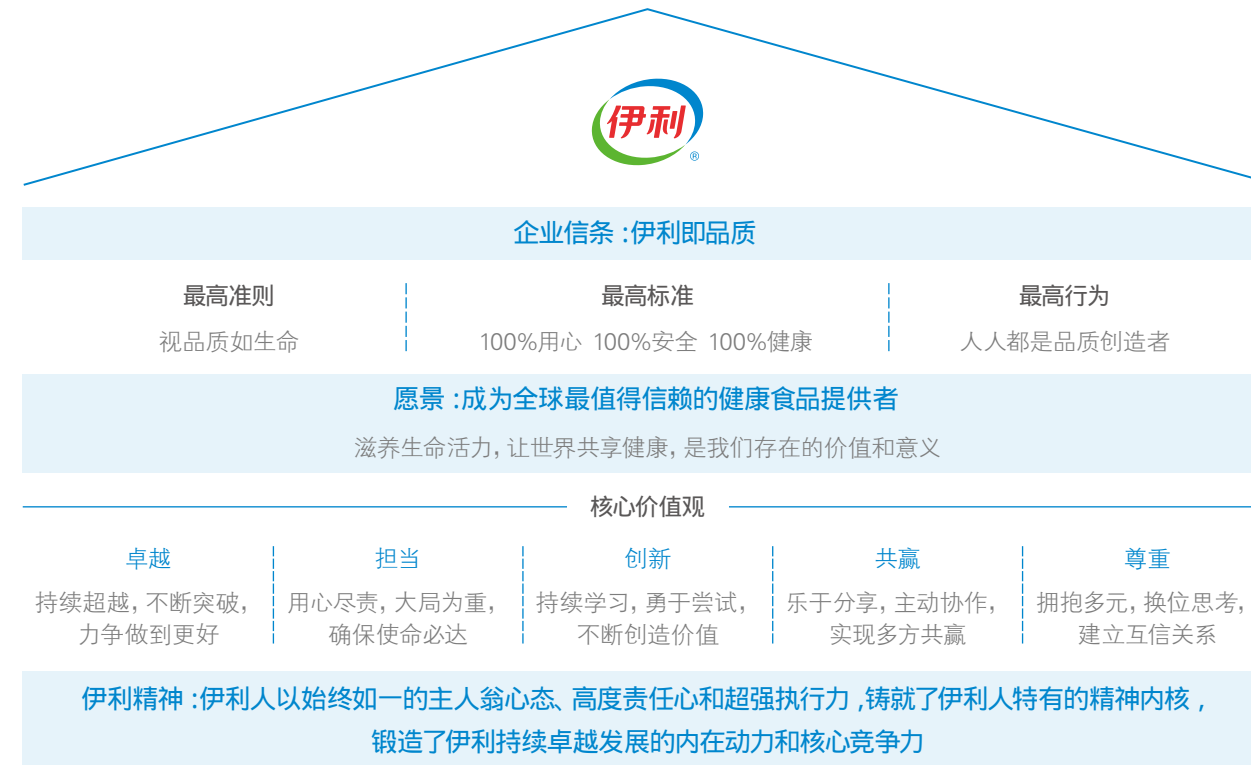 伊利
®
企业信条:伊利即品质
最高准则
视品质如生命
最高标准
100%用心 100%安全 100%健康
最高行为
人人都是品质创造者
愿景:成为全球最值得信赖的健康食品提供者
滋养生命活力,让世界共享健康,是我们存在的价值和意义
核心价值观
卓越
持续超越,不断突破,
力争做到更好
担当
用心尽责,大局为重,
确保使命必达
创新
持续学习,勇于尝试,
不断创造价值
共赢
乐于分享,主动协作,
实现多方共赢
尊重
拥抱多元,换位思考,
建立互信关系
伊利精神:伊利人以始终如一的主人翁心态、高度责任心和超强执行力,铸就了伊利人特有的精神内核,
锻造了伊利持续卓越发展的内在动力和核心竞争力